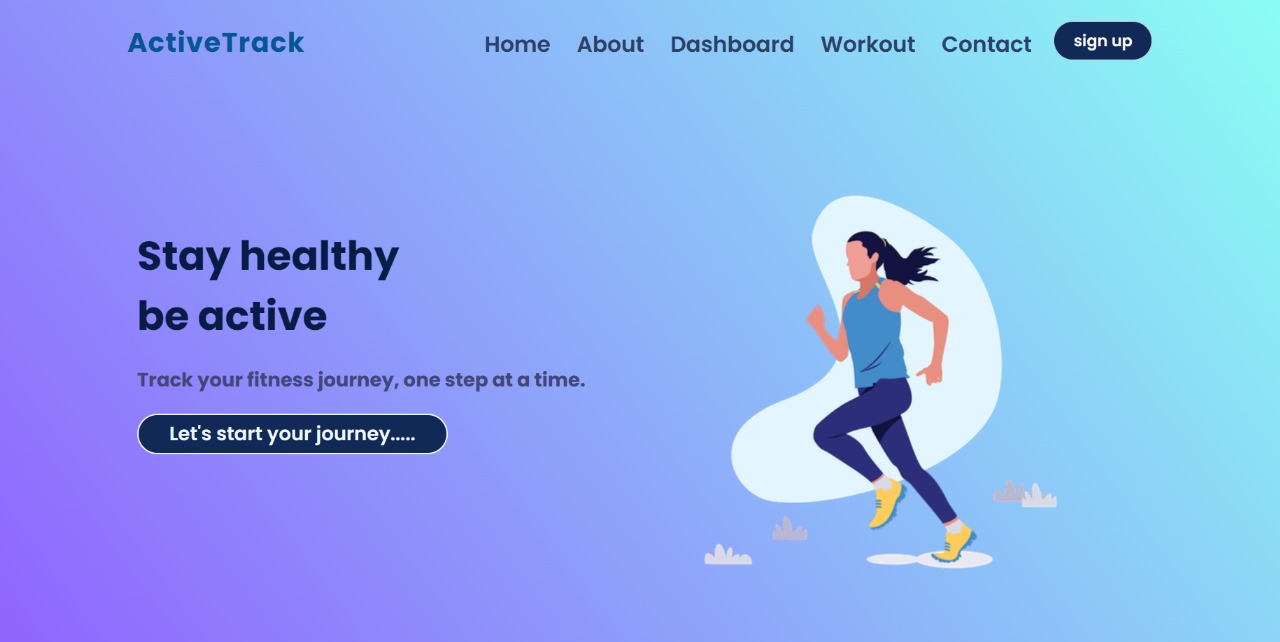 ActiveTrack
Home About Dashboard Workout Contact sign up
Stay healthy
be active
Track your fitness journey, one step at a time.
Let's start your journey.....